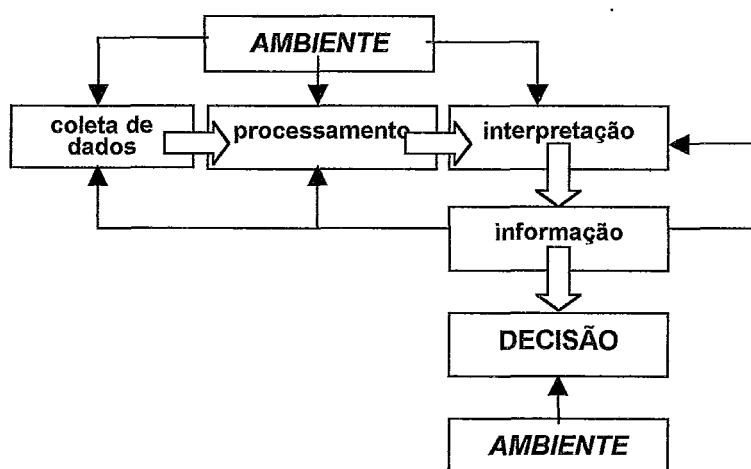 AMBIENTE
coleta de
dados
processamento
interpretação
informação
DECISÃO
AMBIENTE